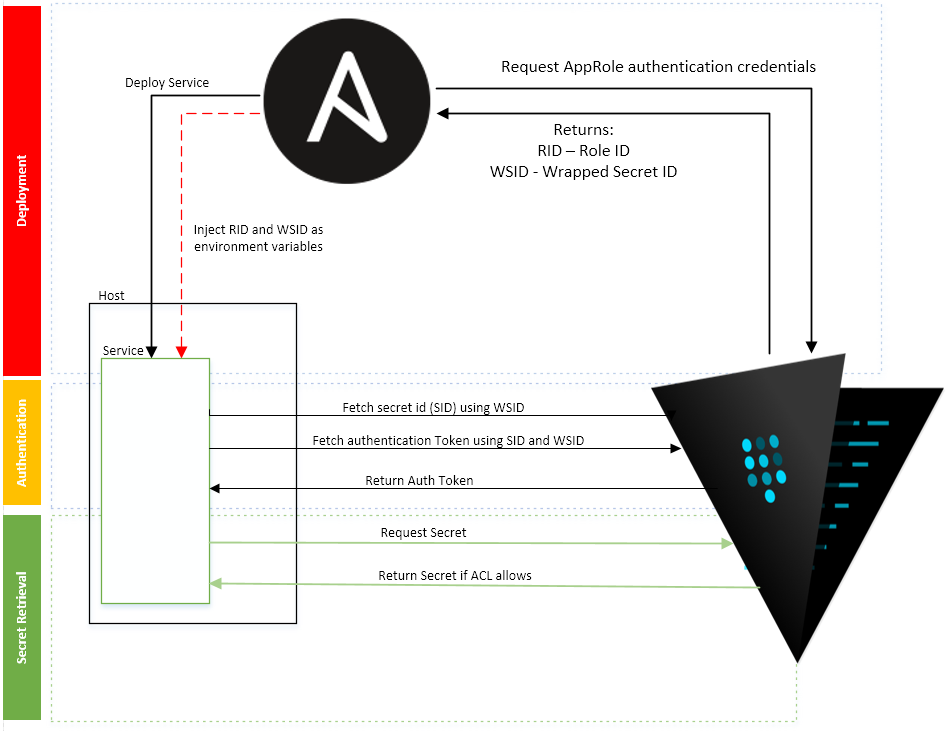 Deployment
Deploy Service
Request AppRole authentication credentials
Returns:
RID – Role ID
WSID - Wrapped Secret ID
Inject RID and WSID as
environment variables
Host
Service
Authentication
Fetch secret id (SID) using WSID
Fetch authentication Token using SID and WSID
Return Auth Token
Secret Retrieval
Request Secret
Return Secret if ACL allows